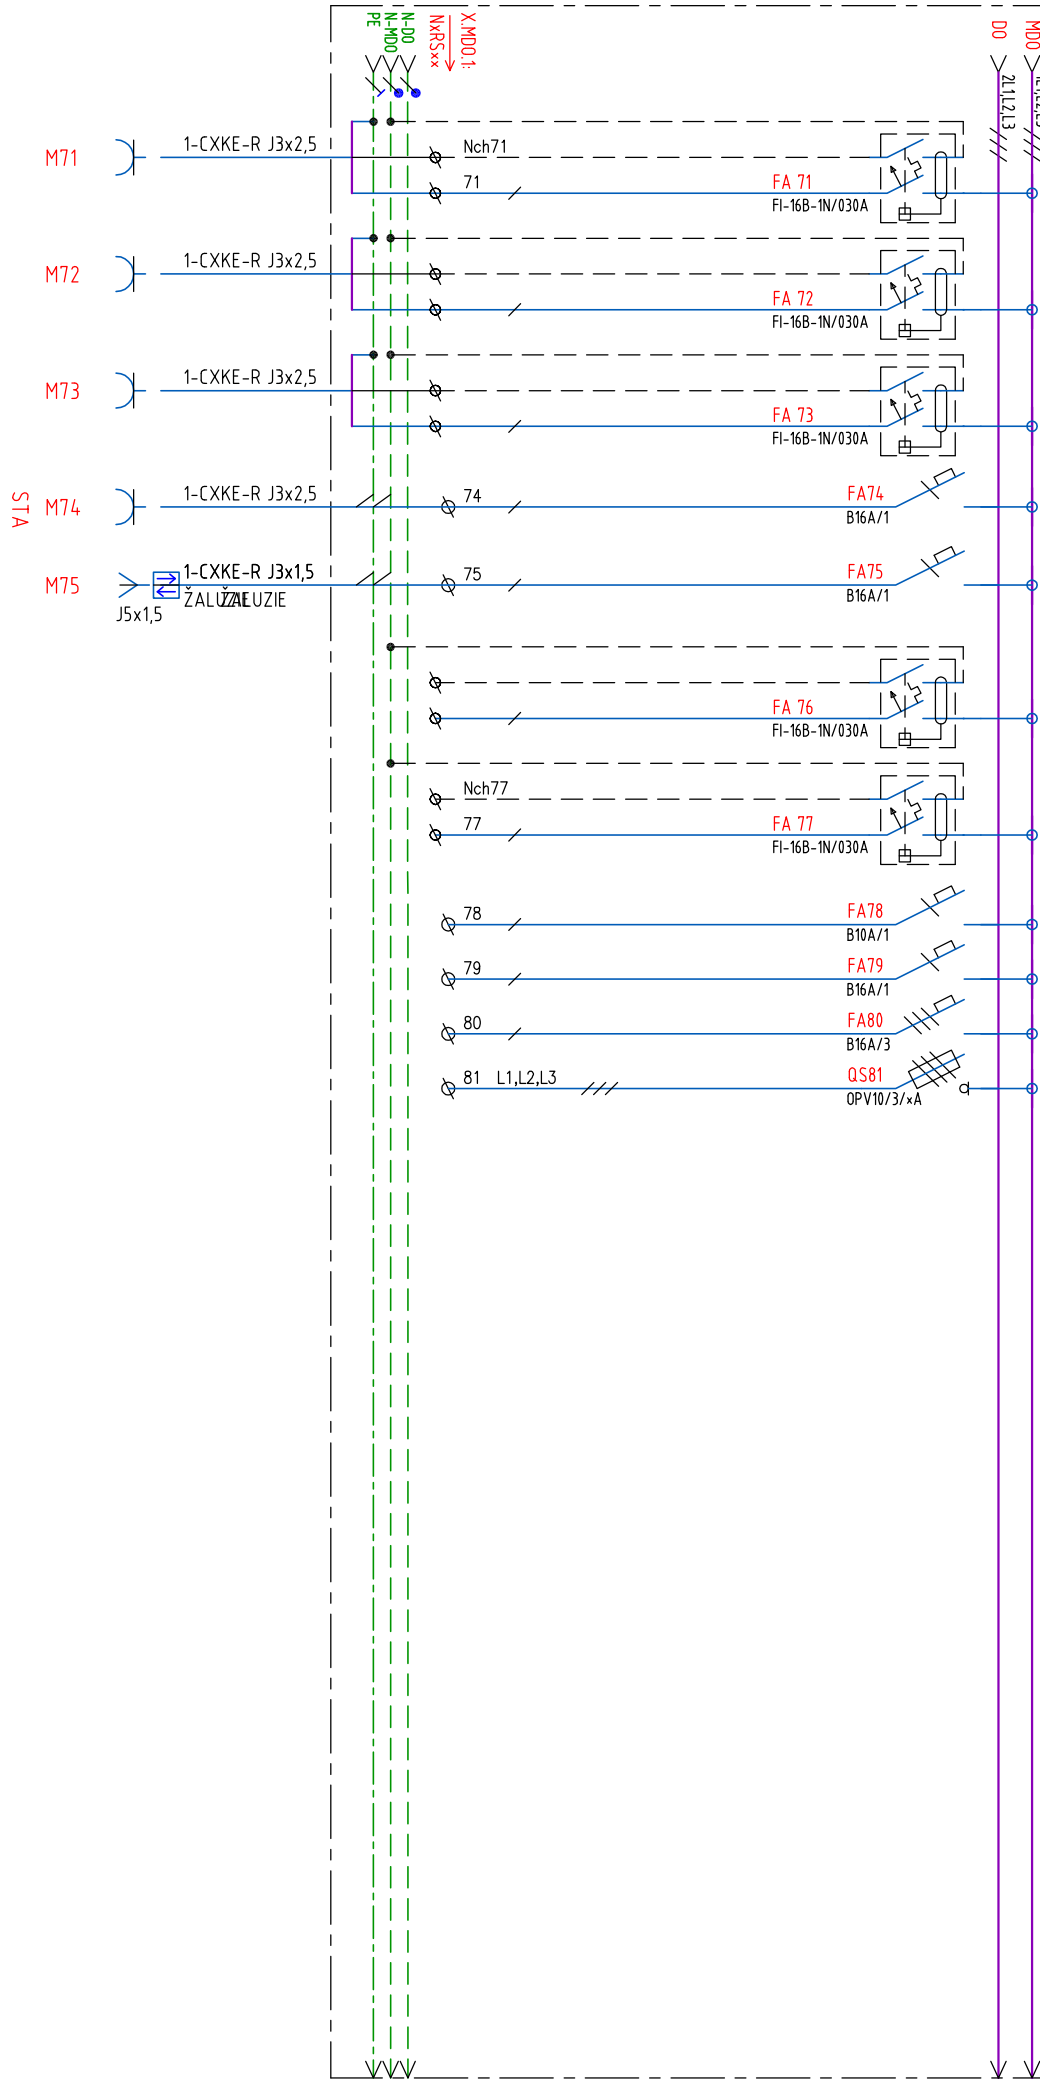 PE
N-MDO
N-DO
NxRS××
X.MDO.1:
DO
MDO
2L1,L2,L3
M71
1-CXKE-R J3x2,5
Nch71
71
FA 71
FI-16B-1N/030A
M72
1-CXKE-R J3x2,5
FA 72
FI-16B-1N/030A
M73
1-CXKE-R J3x2,5
FA 73
FI-16B-1N/030A
STA
M74
1-CXKE-R J3x2,5
74
FA74
B16A/1
M75
1-CXKE-R J3x1,5
75
FA75
B16A/1
ŽALUZIE
ŽALUZIE
J5x1,5
FA 76
FI-16B-1N/030A
Nch77
77
FA 77
FI-16B-1N/030A
78
FA78
B10A/1
79
FA79
B16A/1
80
FA80
B16A/3
81 L1,L2,L3
QS81
OPV10/3/×A